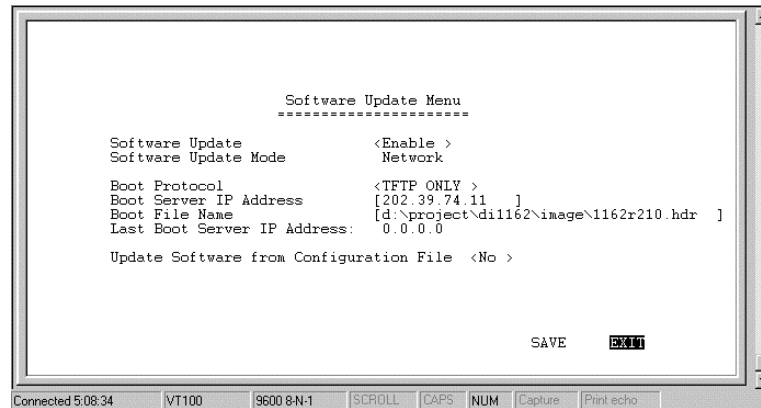 Software Update Menu
======================
Software Update <Enable >
Software Update Mode Network
Boot Protocol <TFTP ONLY >
Boot Server IP Address [202.39.74.11 ]
Boot File Name [d:\project\di1162\image\1162r210.hdr ]
Last Boot Server IP Address: 0.0.0.0
Update Software from Configuration File <No >
SAVE EXIT
Connected 5:08:34 VT100 9600 8-N-1 SCROLL CAPS NUM Capture Print echo